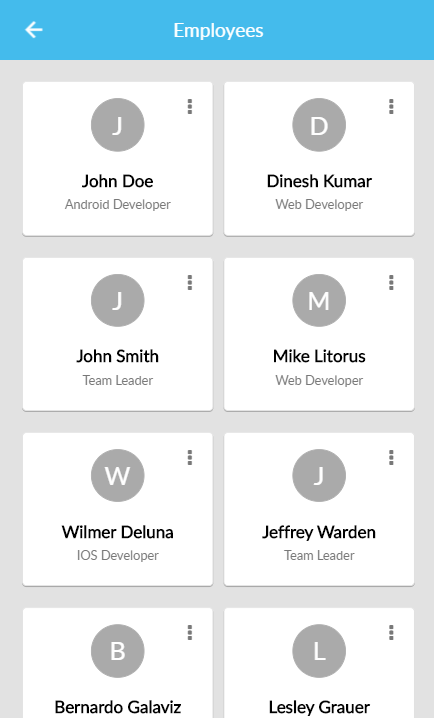 Employees
J
John Doe
Android Developer
D
Dinesh Kumar
Web Developer
J
John Smith
Team Leader
M
Mike Litorus
Web Developer
W
Wilmer Deluna
IOS Developer
J
Jeffrey Warden
Team Leader
B
Bernardo Galaviz
L
Lesley Grauer